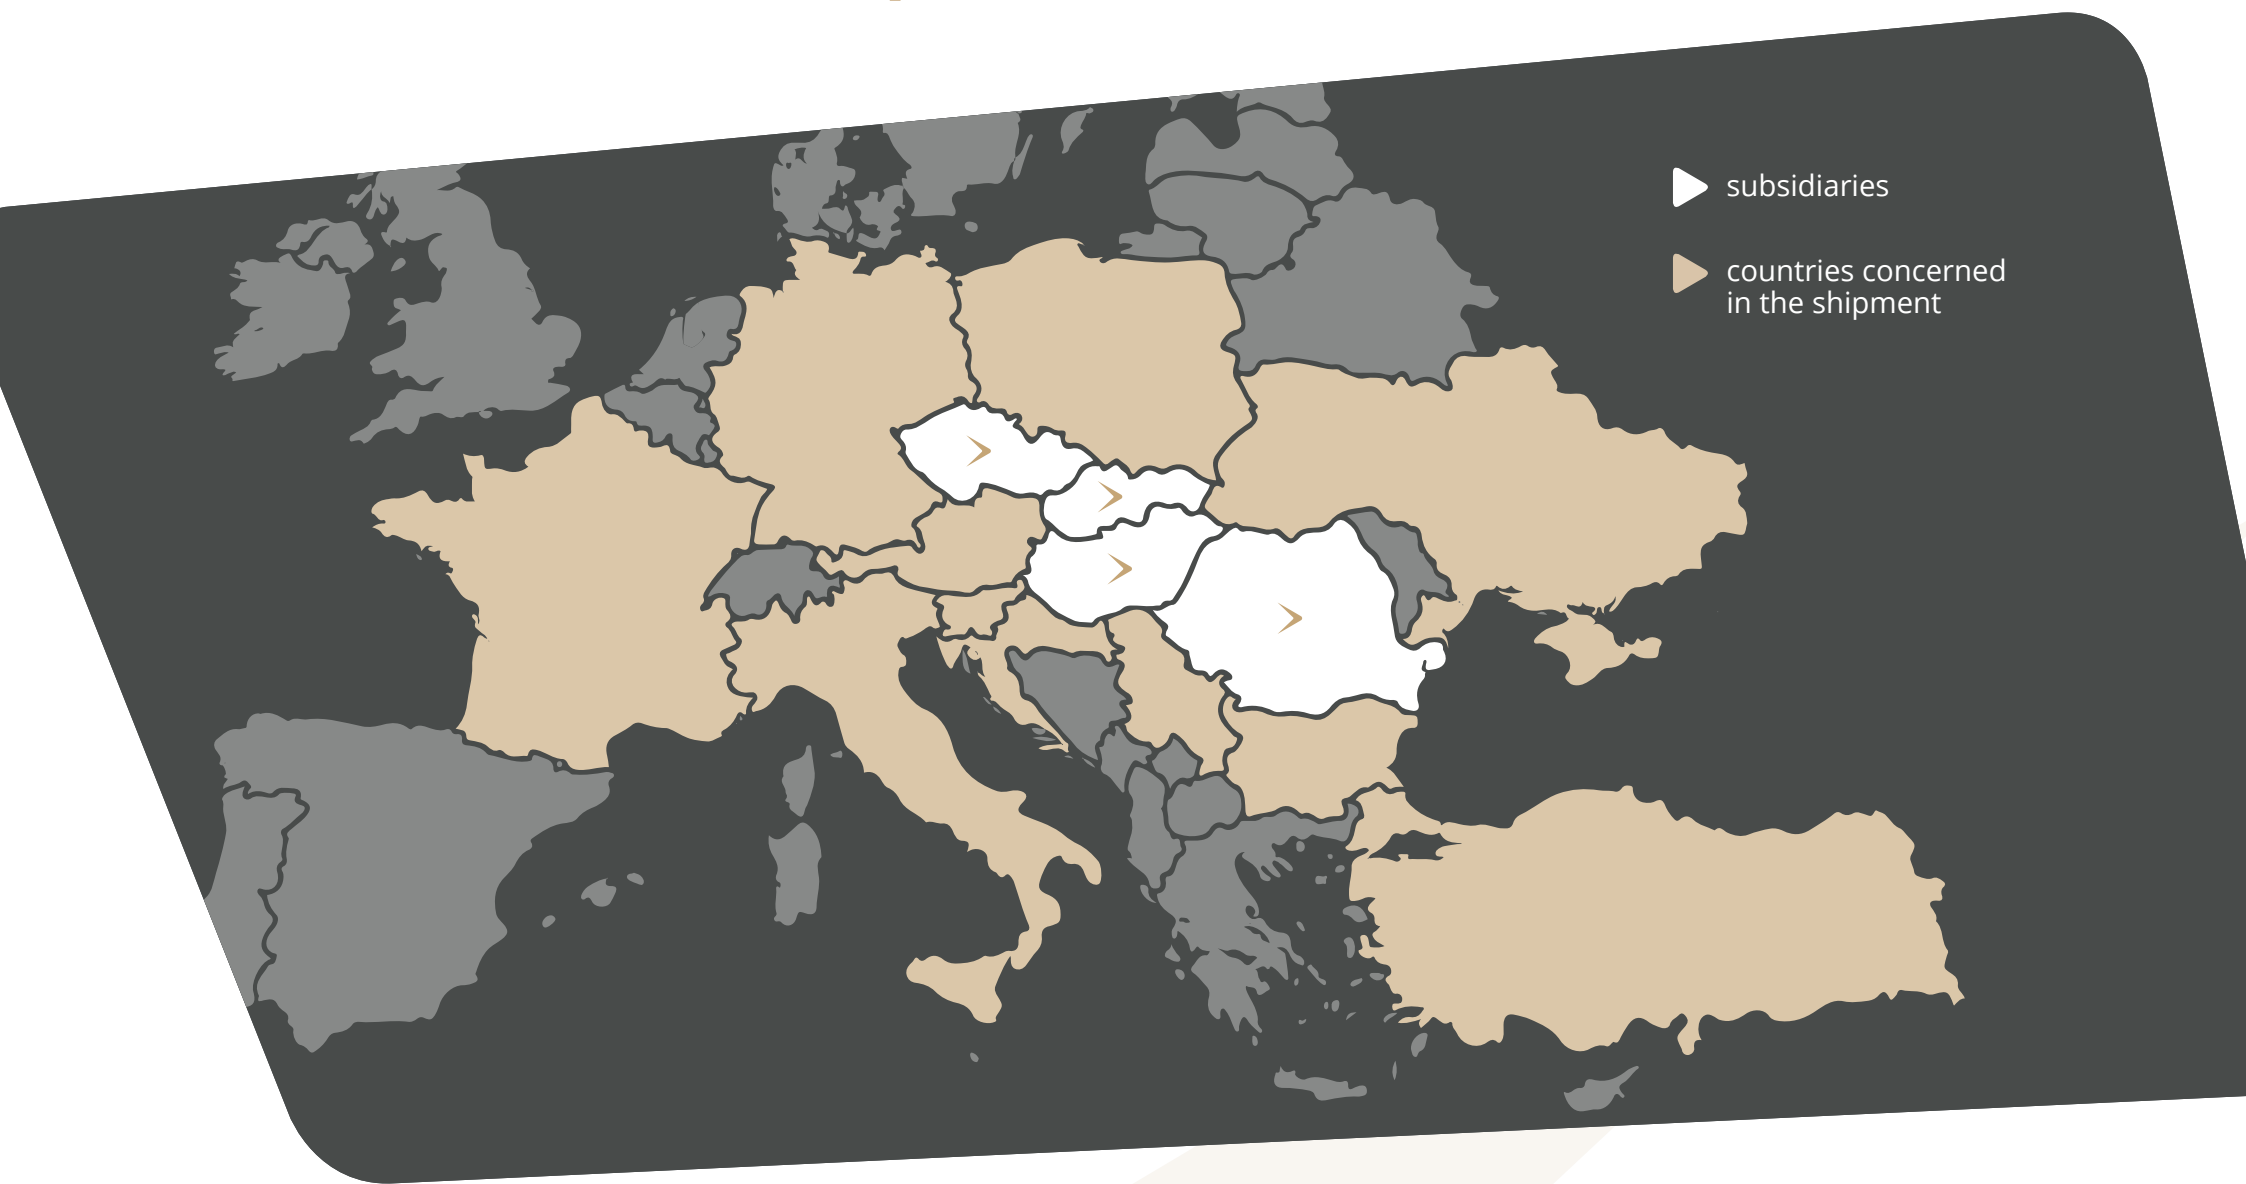 subsidiaries
countries concerned
in the shipment